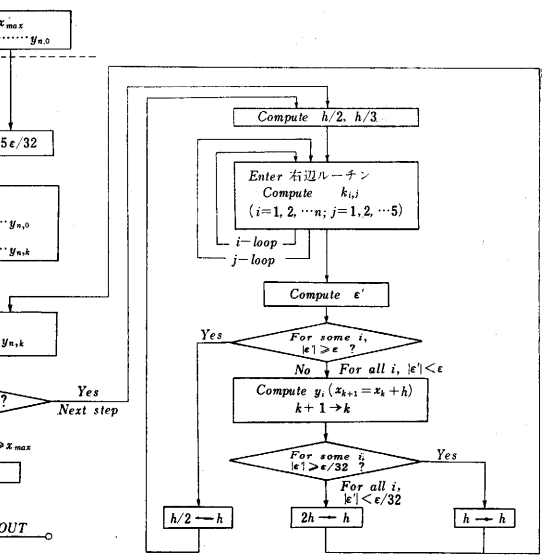 x_max
········ y_n,0
5ε/32
·· y_n,0
·· y_n,k
y_n,k
?
Yes
Next step
⩾x_max
OUT
Compute h/2, h/3
Enter 右辺ルーチン
Compute k_i,j
(i=1, 2, ···n; j=1, 2, ···5)
i-loop
j-loop
Compute ε'
Yes
For some i,
|ε'|⩾ε ?
No
For all i, |ε'|<ε
Compute y_i (x_k+1=x_k+h)
k+1→k
For some i,
|ε'|⩾ε/32 ?
Yes
For all i,
|ε'|<ε/32
h/2 → h
2h → h
h → h